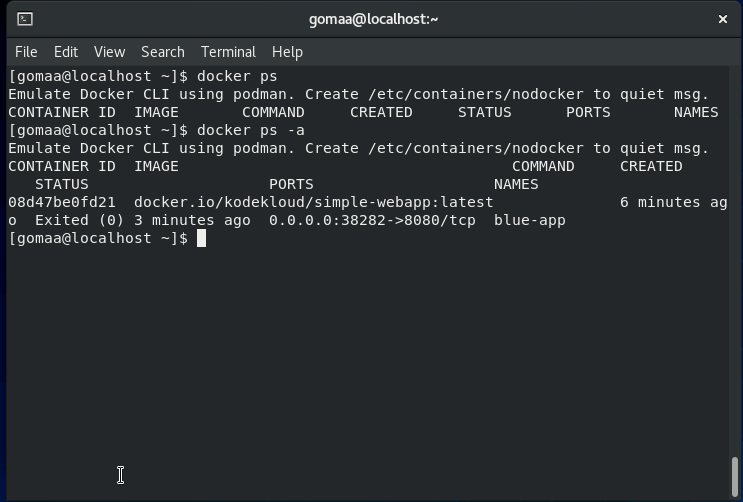 gomaa@localhost:~
File Edit View Search Terminal Help
[gomaa@localhost ~]$ docker ps
Emulate Docker CLI using podman. Create /etc/containers/nodocker to quiet msg.
CONTAINER ID  IMAGE       COMMAND     CREATED     STATUS      PORTS       NAMES
[gomaa@localhost ~]$ docker ps -a
Emulate Docker CLI using podman. Create /etc/containers/nodocker to quiet msg.
CONTAINER ID  IMAGE                                     COMMAND     CREATED
   STATUS                    PORTS                    NAMES
08d47be0fd21  docker.io/kodekloud/simple-webapp:latest              6 minutes ag
o  Exited (0) 3 minutes ago  0.0.0.0:38282->8080/tcp  blue-app
[gomaa@localhost ~]$